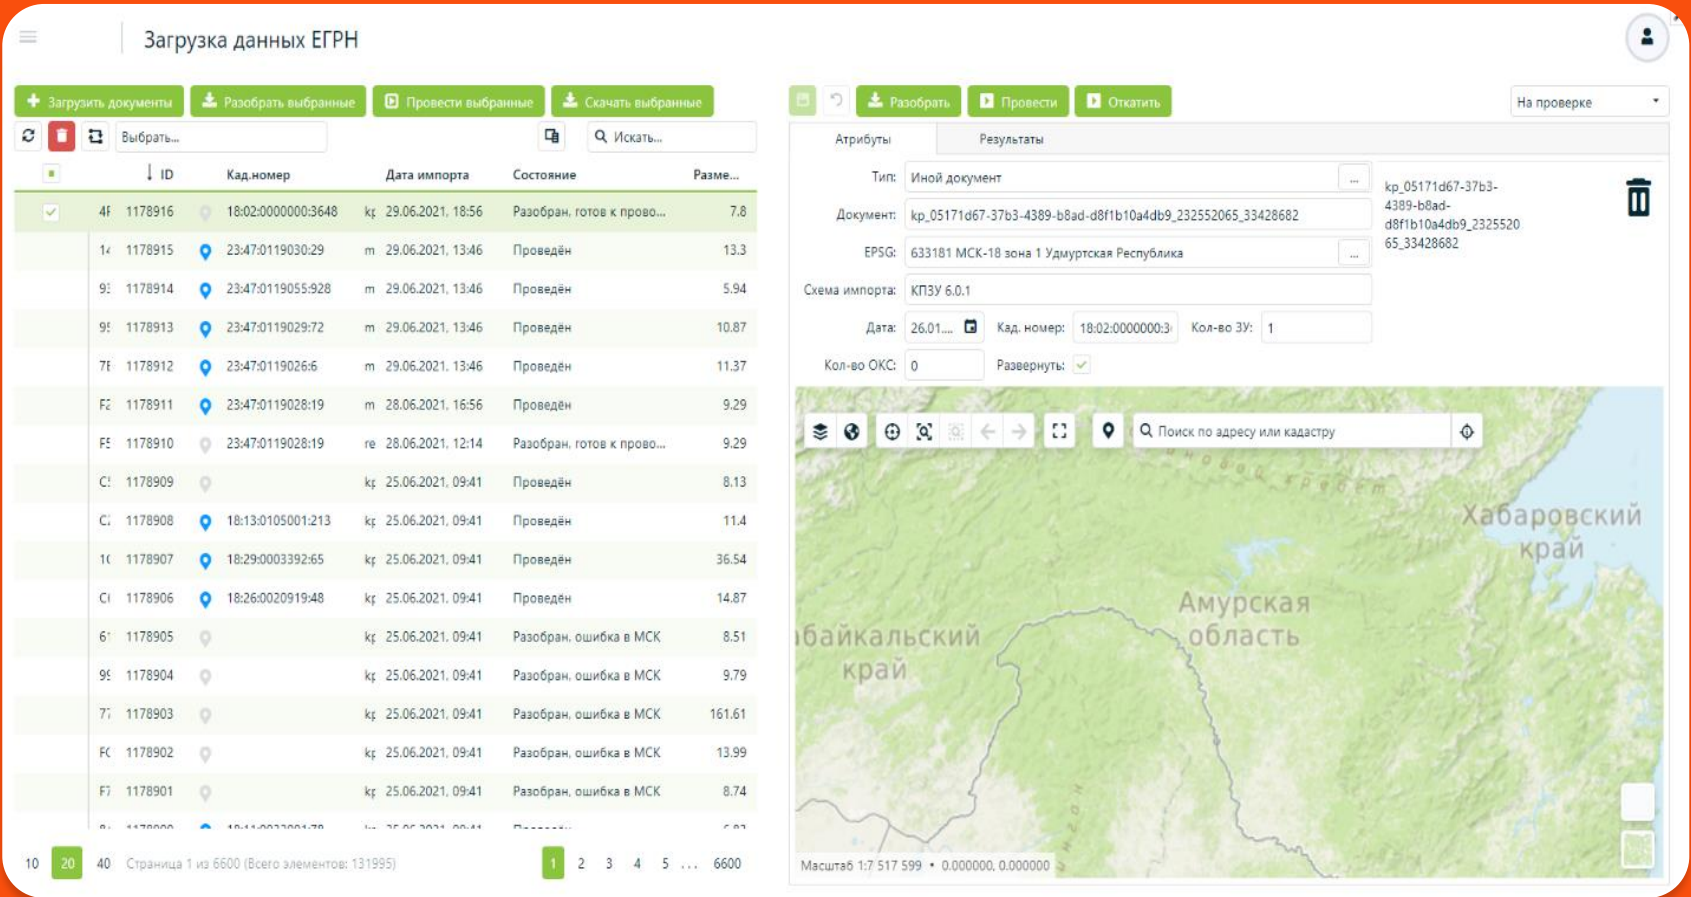 Загрузка данных ЕГРН
Загрузить документы
Разобрать выбранные
Провести выбранные
Скачать выбранные
Выбрать...
Искать...
ID Кад.номер Дата импорта Состояние Разме...
1178916 18:02:0000000:3648 29.06.2021, 18:56 Разобран, готов к прово... 7.8
1178915 23:47:0119030:29 m 29.06.2021, 13:46 Проведён 13.3
1178914 23:47:0119055:928 m 29.06.2021, 13:46 Проведён 5.94
1178913 23:47:0119029:72 m 29.06.2021, 13:46 Проведён 10.87
1178912 23:47:0119026:6 m 29.06.2021, 13:46 Проведён 11.37
1178911 23:47:0119028:19 m 28.06.2021, 16:56 Проведён 9.29
1178910 23:47:0119028:19 re 28.06.2021, 12:14 Разобран, готов к прово... 9.29
1178909 25.06.2021, 09:41 Проведён 8.13
1178908 18:13:0105001:213 25.06.2021, 09:41 Проведён 11.4
1178907 18:29:0003392:65 25.06.2021, 09:41 Проведён 36.54
1178906 18:26:0020919:48 25.06.2021, 09:41 Проведён 14.87
1178905 25.06.2021, 09:41 Разобран, ошибка в МСК 8.51
1178904 25.06.2021, 09:41 Разобран, ошибка в МСК 9.79
1178903 25.06.2021, 09:41 Разобран, ошибка в МСК 161.61
1178902 25.06.2021, 09:41 Разобран, ошибка в МСК 13.99
1178901 25.06.2021, 09:41 Разобран, ошибка в МСК 8.74
10 20 40 Страница 1 из 6600 (Всего элементов: 131995) 1 2 3 4 5 ... 6600
Разобрать
Провести
Откатить
На проверке
Атрибуты
Результаты
Тип: Иной документ ...
Документ: kp_05171d67-37b3-4389-b8ad-d8f1b10a4db9_232552065_33428682
EPSG: 633181 МСК-18 зона 1 Удмуртская Республика ...
Схема импорта: КПЗУ 6.0.1
Дата: 26.01.... Кад. номер: 18:02:0000000:3 Кол-во ЗУ: 1
Кол-во ОКС: 0 Развернуть:
kp_05171d67-37b3-
4389-b8ad-
d8f1b10a4db9_2325520
65_33428682
Поиск по адресу или кадастру
Хабаровский
край
Амурская
область
абайкальский
край
Масштаб 1:7 517 599 • 0.000000, 0.000000